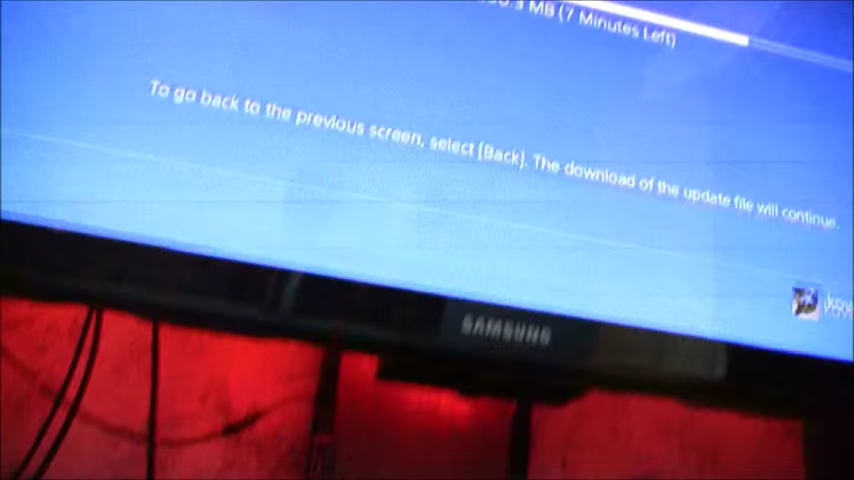 MB (7 Minutes Left)
To go back to the previous screen, select [Back]. The download of the update file will continue.
SAMSUNG